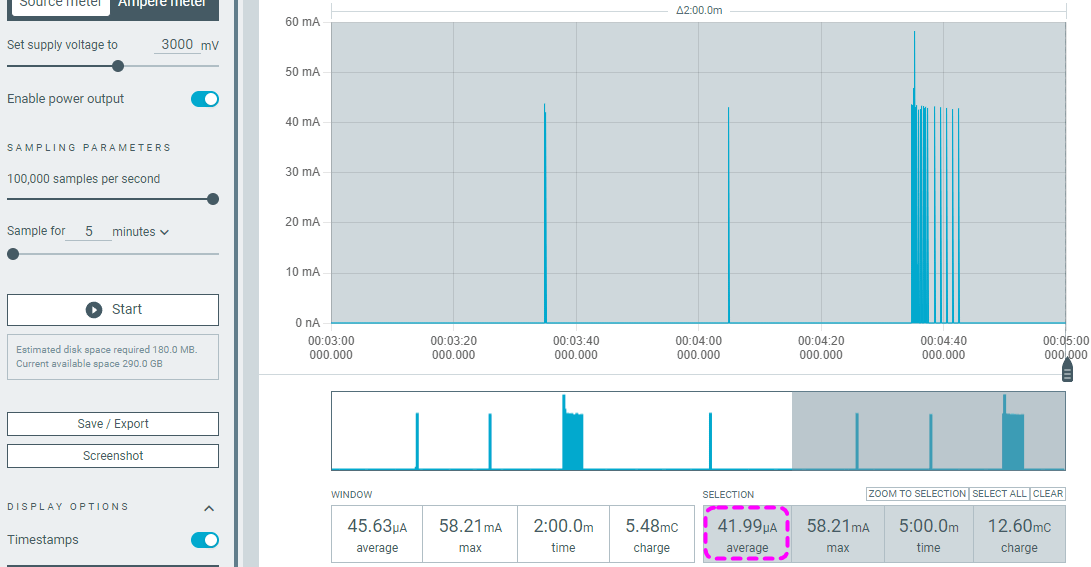 Source meter Ampere meter
Set supply voltage to 3000 mV
Enable power output
SAMPLING PARAMETERS
100,000 samples per second
Sample for 5 minutes
Start
Estimated disk space required 180.0 MB.
Current available space 290.0 GB
Save / Export
Screenshot
DISPLAY OPTIONS
Timestamps
Δ2:00.0m
60 mA
50 mA
40 mA
30 mA
20 mA
10 mA
0 nA
00:03:00 00:03:20 00:03:40 00:04:00 00:04:20 00:04:40 00:05:00
000.000 000.000 000.000 000.000 000.000 000.000 000.000
WINDOW
45.63μA 58.21mA 2:00.0m 5.48mC
average max time charge
SELECTION ZOOM TO SELECTION SELECT ALL CLEAR
41.99μA 58.21mA 5:00.0m 12.60mC
average max time charge